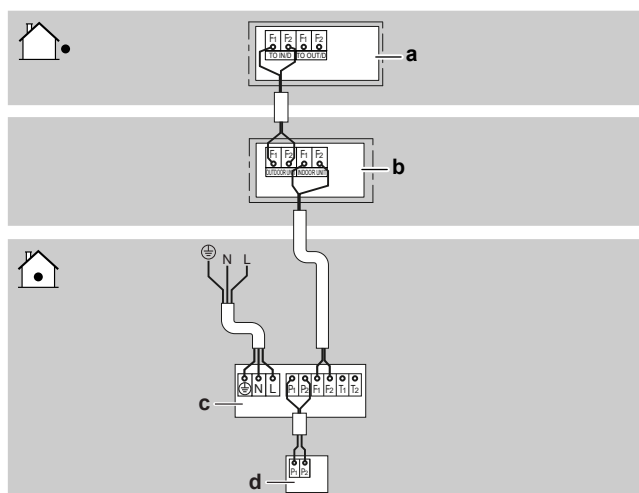 F1 F2 F1 F2
TO IN/D TO OUT/D
a
F1 F2 F1 F2
OUTDOOR UNIT INDOOR UNIT
b
N L
N L P1 P2 F1 F2 T1 T2
c
P1 P2
d